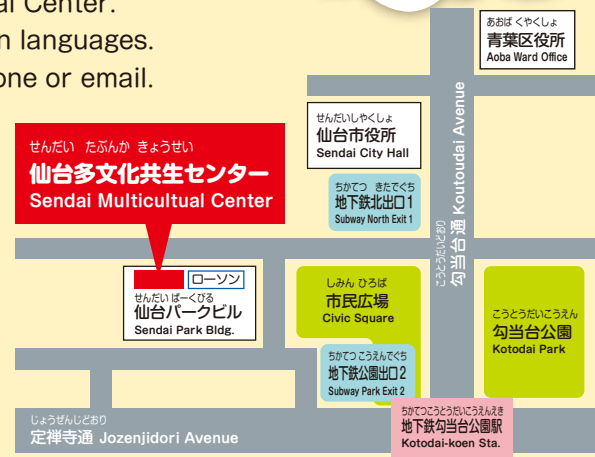 al Center.
n languages.
one or email.
あおば くやくしょ
青葉区役所
Aoba Ward Office
せんだいしやくしょ
仙台市役所
Sendai City Hall
せんだい たぶんか きょうせい
仙台多文化共生センター
Sendai Multicultual Center
ちかてつ きたでぐち
地下鉄北出口1
Subway North Exit 1
こうとうだいどおり
勾当台通 Koutoudai Avenue
ローソン
せんだい ぱーくびる
仙台パークビル
Sendai Park Bldg.
しみん ひろば
市民広場
Civic Square
こうとうだいこうえん
勾当台公園
Kotodai Park
ちかてつ こうえんでぐち
地下鉄公園出口2
Subway Park Exit 2
じょうぜんじどおり
定禅寺通 Jozenjidori Avenue
ちかてつこうとうだいこうえんえき
地下鉄勾当台公園駅
Kotodai-koen Sta.